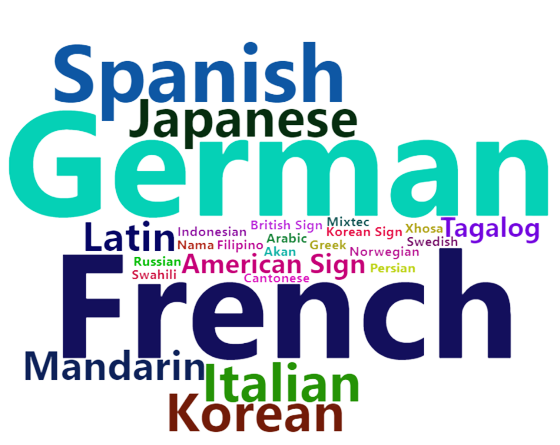 Spanish
Japanese
German
British Sign Mixtec
Latin Indonesian Korean Sign Xhosa Tagalog
Nama Filipino Arabic Greek Swedish
Akan Norwegian
Russian American Sign Persian
Swahili Cantonese
French
Mandarin
Italian
Korean